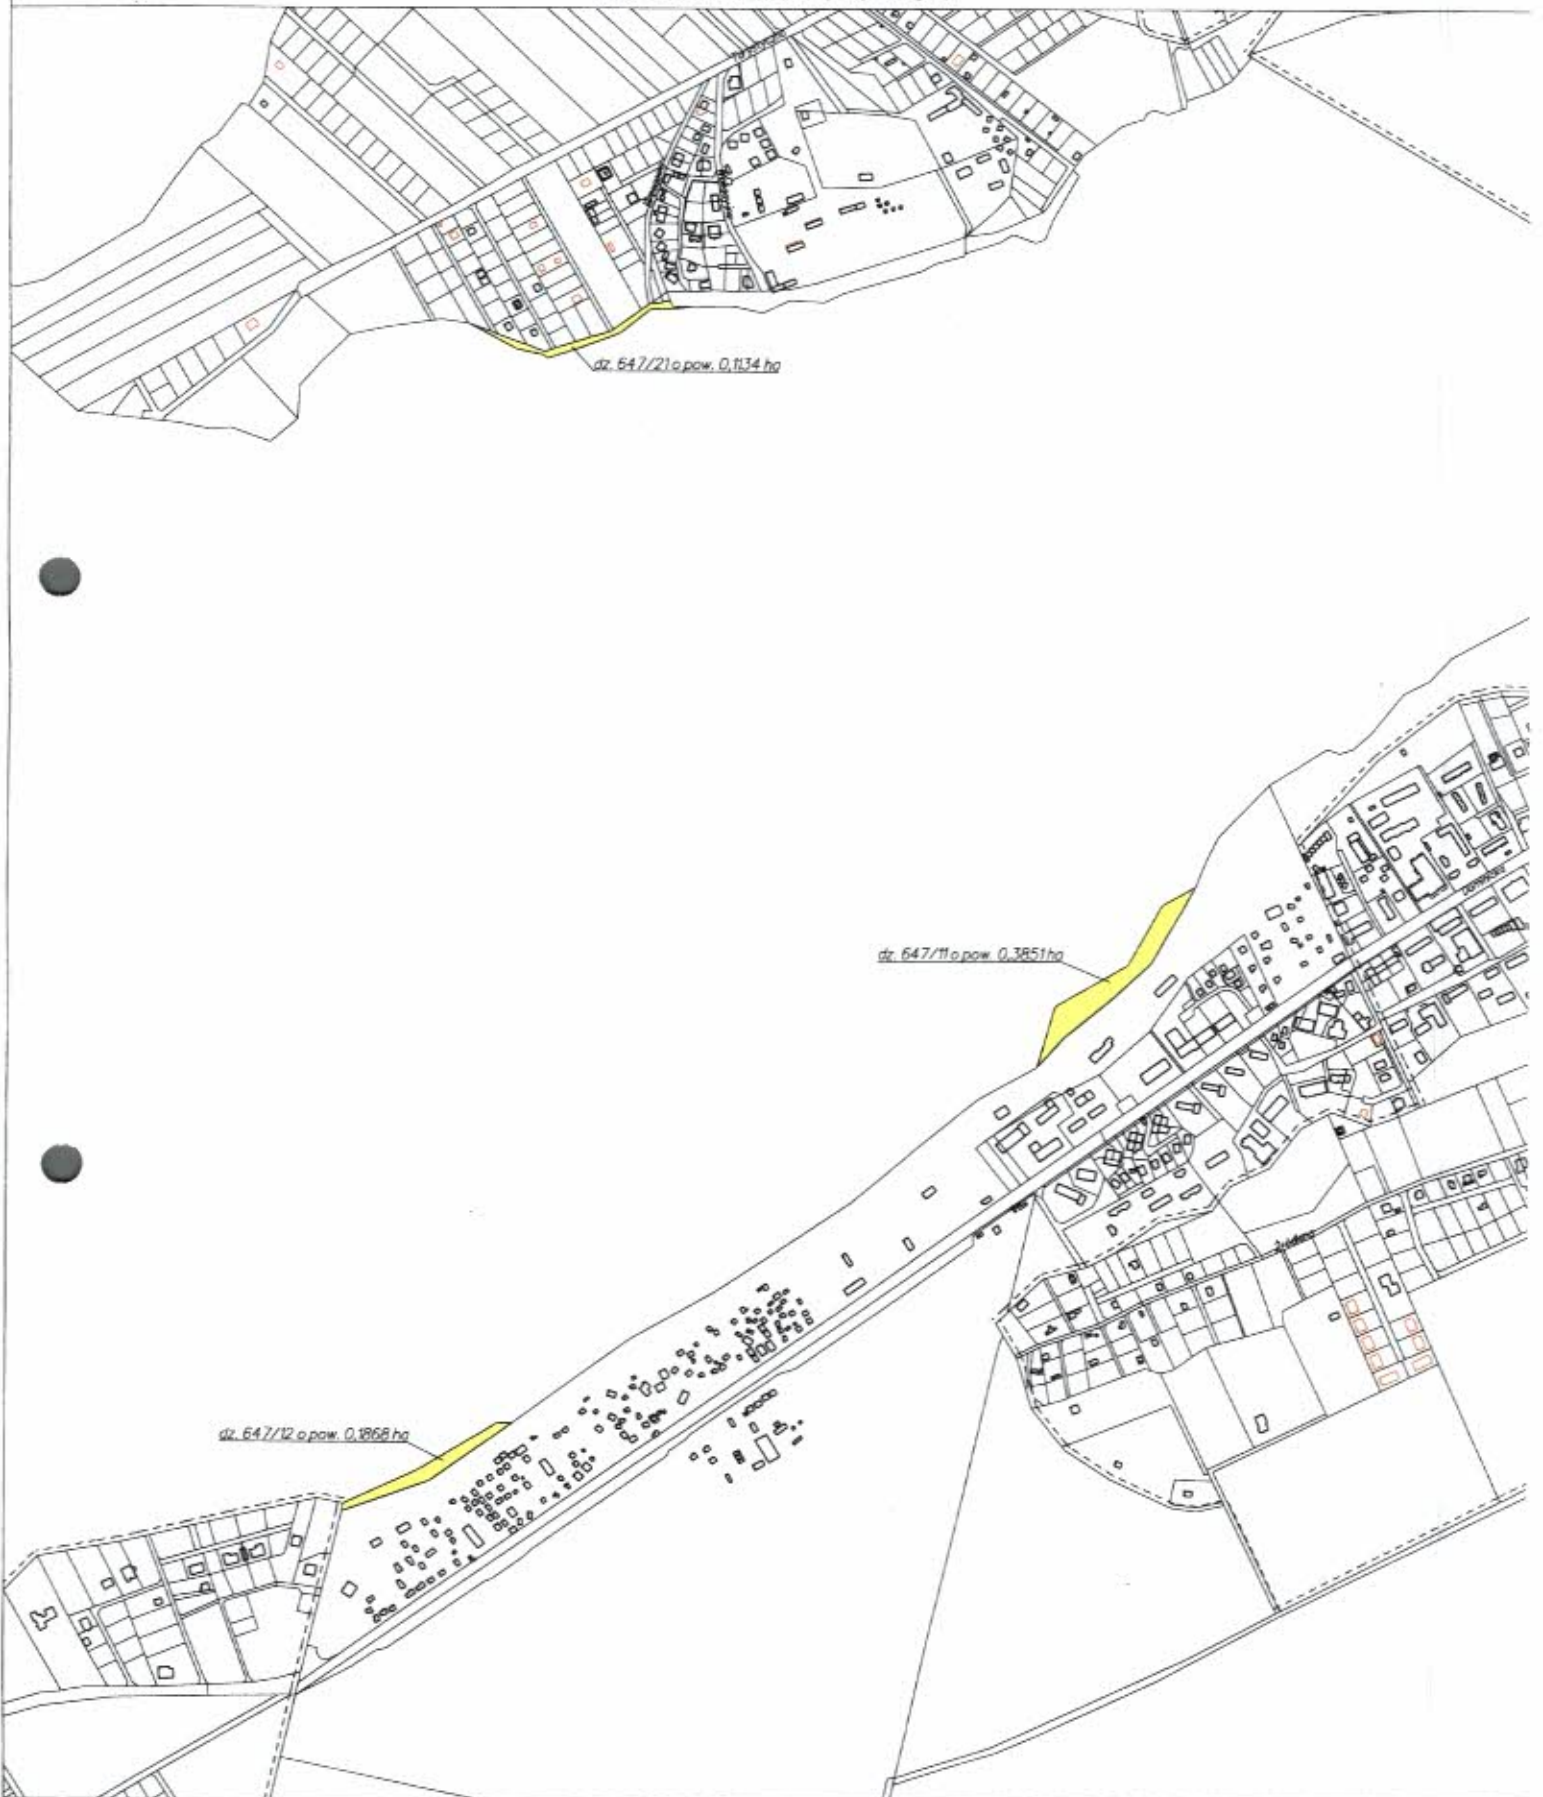 dz. 647/21 o pow. 0,1134 ha
dz. 647/11 o pow. 0,3851 ha
dz. 647/12 o pow. 0,1868 ha